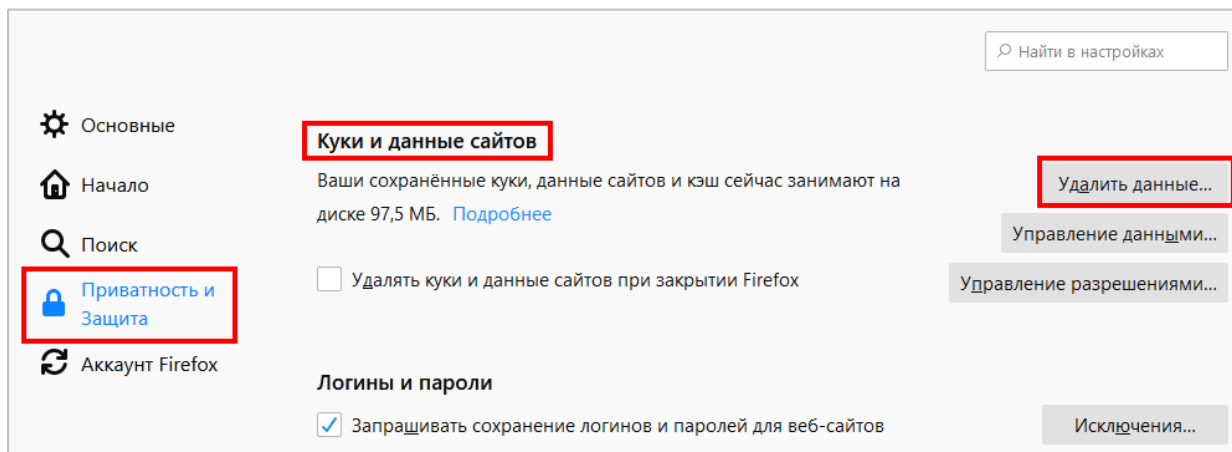 Найти в настройках
Основные
Начало
Поиск
Приватность и
Защита
Аккаунт Firefox
Куки и данные сайтов
Ваши сохранённые куки, данные сайтов и кэш сейчас занимают на
диске 97,5 МБ. Подробнее
Удалить данные...
Управление данными...
Удалять куки и данные сайтов при закрытии Firefox
Управление разрешениями...
Логины и пароли
Запрашивать сохранение логинов и паролей для веб-сайтов
Исключения...